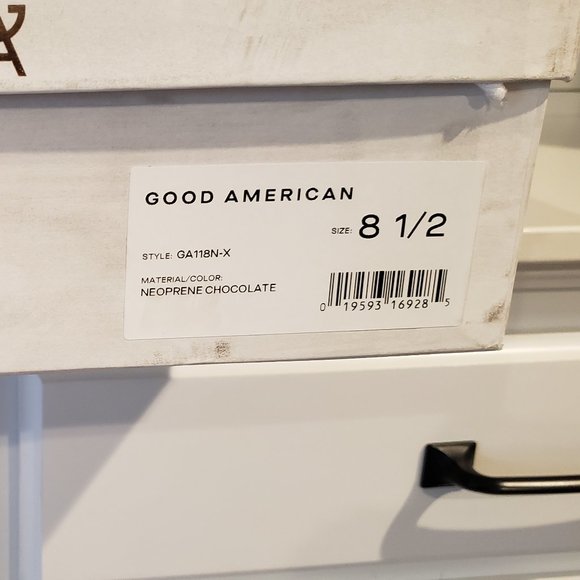 GOOD AMERICAN
SIZE: 8 1/2
STYLE: GA118N-X
MATERIAL/COLOR:
NEOPRENE CHOCOLATE
0 19593 16928 5